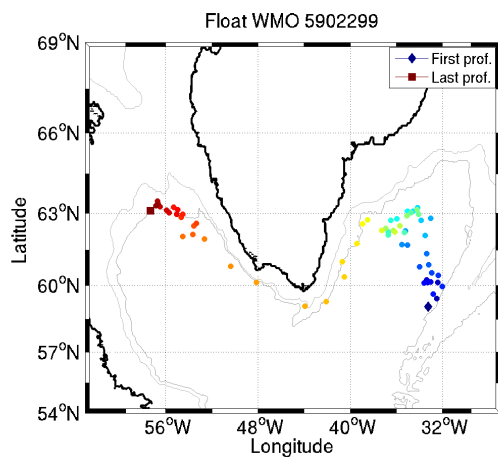 Float WMO 5902299
First prof.
Last prof.
69°N
66°N
63°N
60°N
57°N
54°N
Latitude
56°W
48°W
40°W
32°W
Longitude